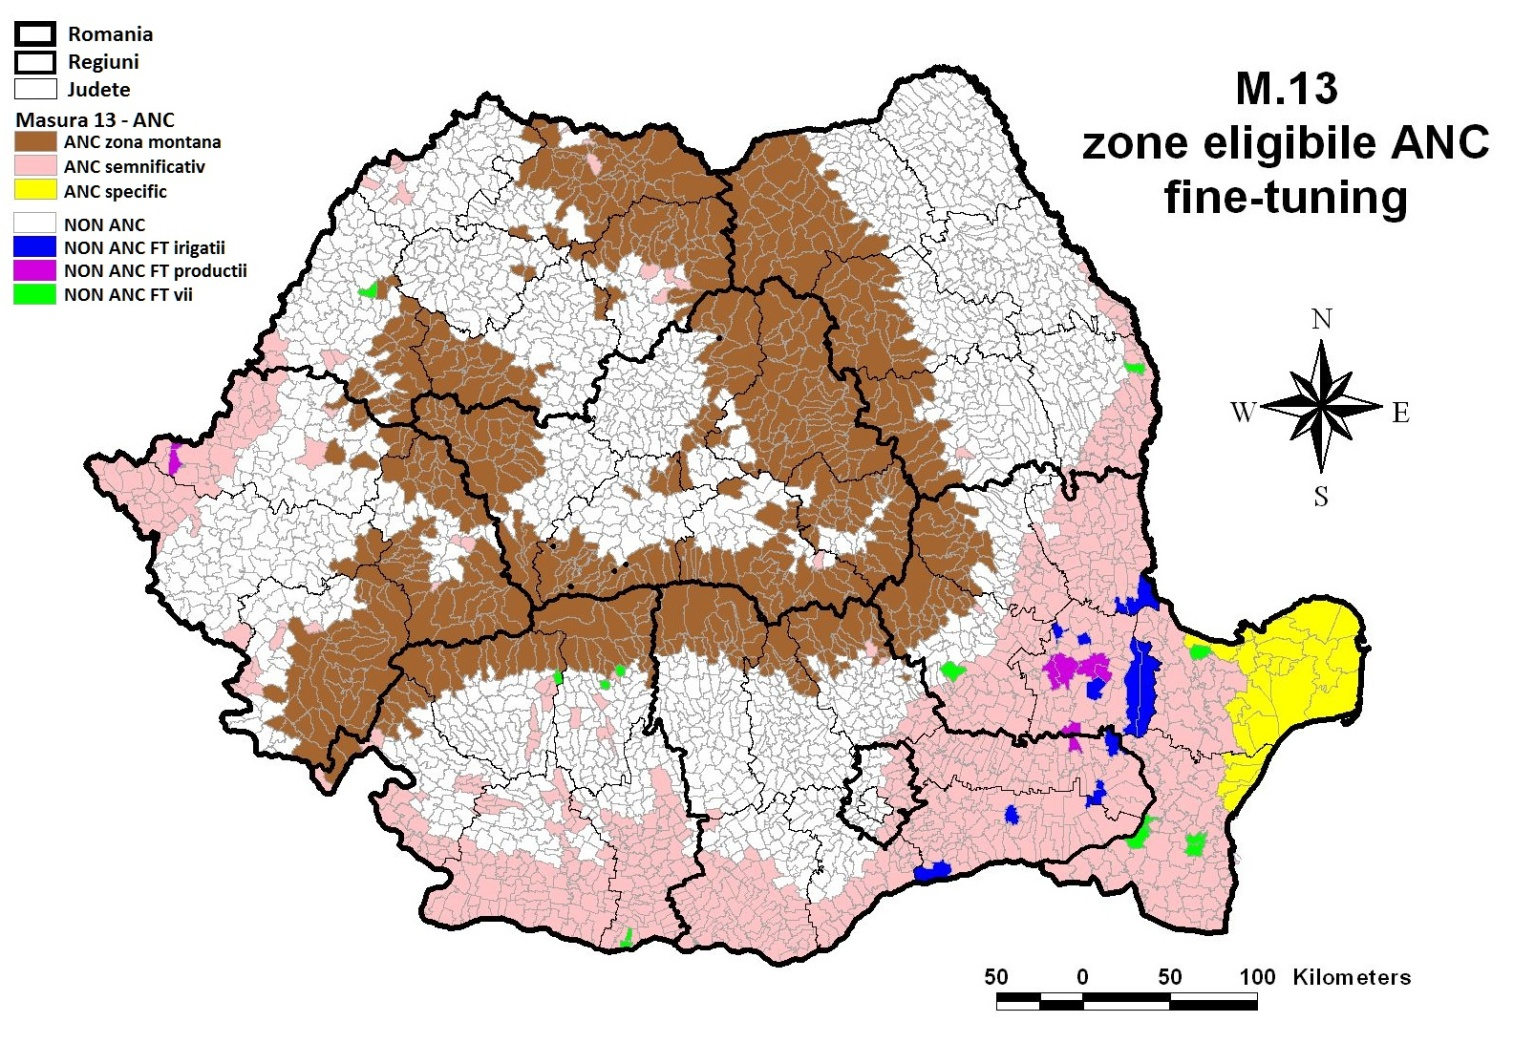 Romania
Regiuni
Judete
Masura 13 - ANC
ANC zona montana
ANC semnificativ
ANC specific
NON ANC
NON ANC FT irigatii
NON ANC FT productii
NON ANC FT vii
M.13
zone eligibile ANC
fine-tuning
N
W E
S
50 0 50 100 Kilometers